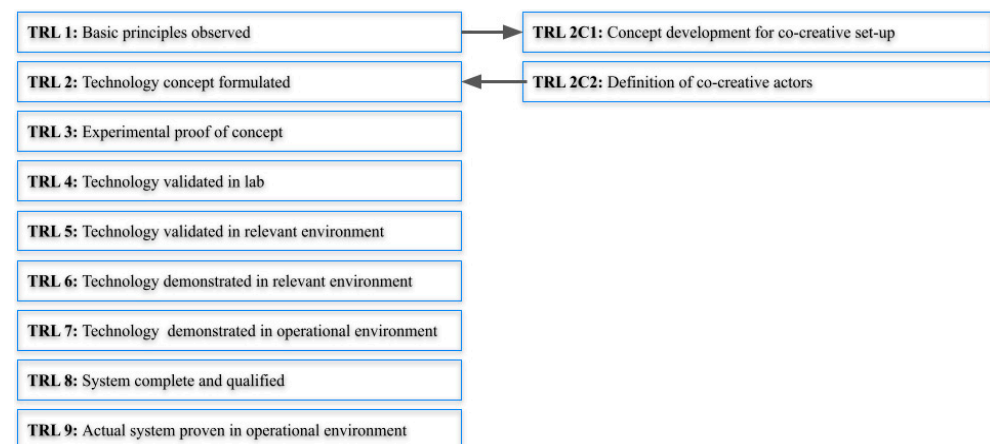 TRL 1: Basic principles observed
TRL 2C1: Concept development for co-creative set-up
TRL 2: Technology concept formulated
TRL 2C2: Definition of co-creative actors
TRL 3: Experimental proof of concept
TRL 4: Technology validated in lab
TRL 5: Technology validated in relevant environment
TRL 6: Technology demonstrated in relevant environment
TRL 7: Technology demonstrated in operational environment
TRL 8: System complete and qualified
TRL 9: Actual system proven in operational environment